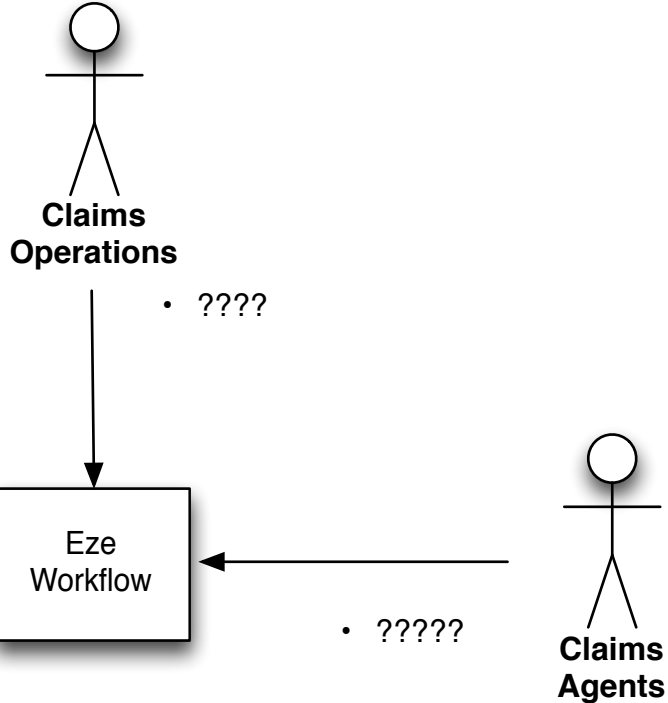 Claims
Operations
• ????
Eze
Workflow
• ?????
Claims
Agents